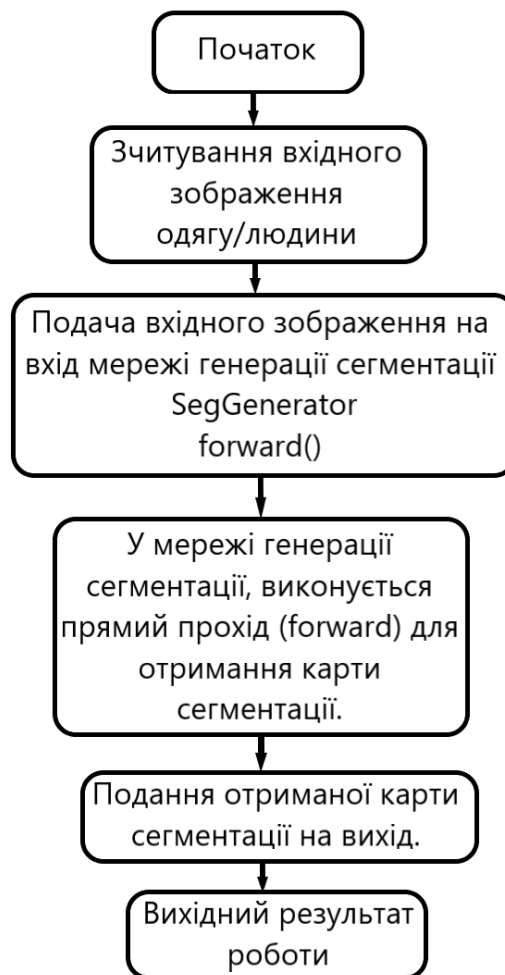 Початок
Зчитування вхідного
зображення
одягу/людини
Подача вхідного зображення на
вхід мережі генерації сегментації
SegGenerator
forward()
У мережі генерації
сегментації, виконується
прямий прохід (forward) для
отримання карти
сегментації.
Подання отриманої карти
сегментації на вихід.
Вихідний результат
роботи